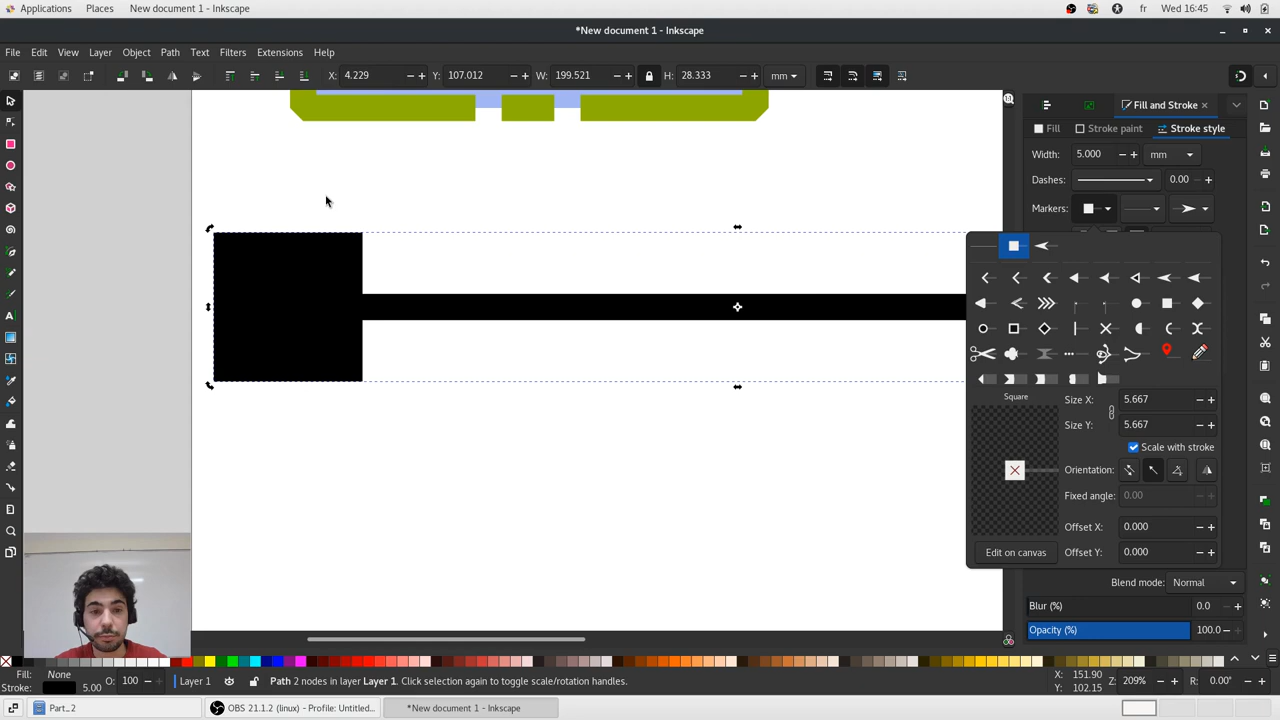 Applications Places New document 1 - Inkscape fr Wed 16:45
*New document 1 - Inkscape
File Edit View Layer Object Path Text Filters Extensions Help
X: 4.229 Y: 107.012 W: 199.521 H: 28.333 mm
Fill and Stroke
Fill Stroke paint Stroke style
Width: 5.000 mm
Dashes: 0.00
Markers:
Square
Size X: 5.667
Size Y: 5.667
Scale with stroke
Orientation:
Fixed angle: 0.00
Offset X: 0.000
Edit on canvas Offset Y: 0.000
Blend mode: Normal
Blur (%) 0.0
Opacity (%) 100.0
Fill: None
Stroke: 5.00 O: 100 Layer 1 Path 2 nodes in layer Layer 1. Click selection again to toggle scale/rotation handles. X: 151.90 Y: 102.15 Z: 209% R: 0.00°
Part_2 OBS 21.1.2 (linux) - Profile: Untitled... *New document 1 - Inkscape